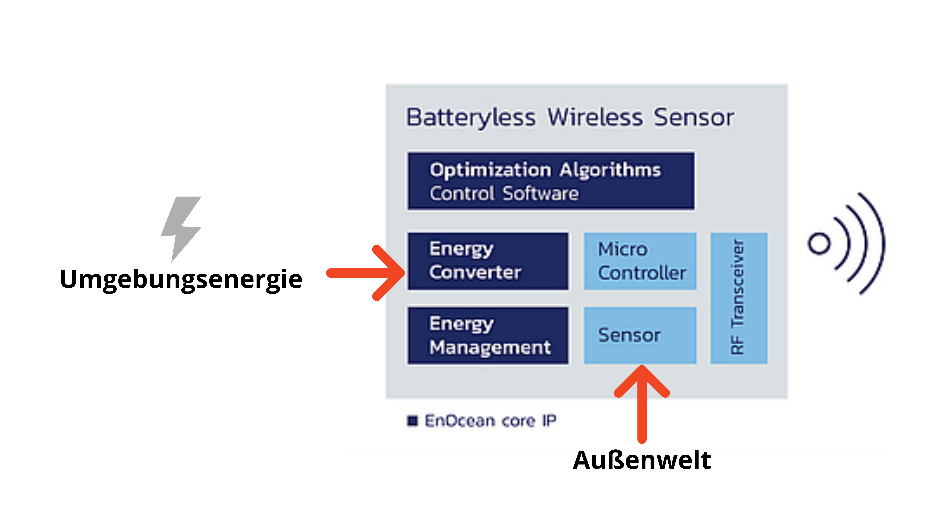 Batteryless Wireless Sensor
Optimization Algorithms
Control Software
Umgebungsenergie
Energy
Converter
Micro
Controller
RF Transceiver
Energy
Management
Sensor
EnOcean core IP
Außenwelt